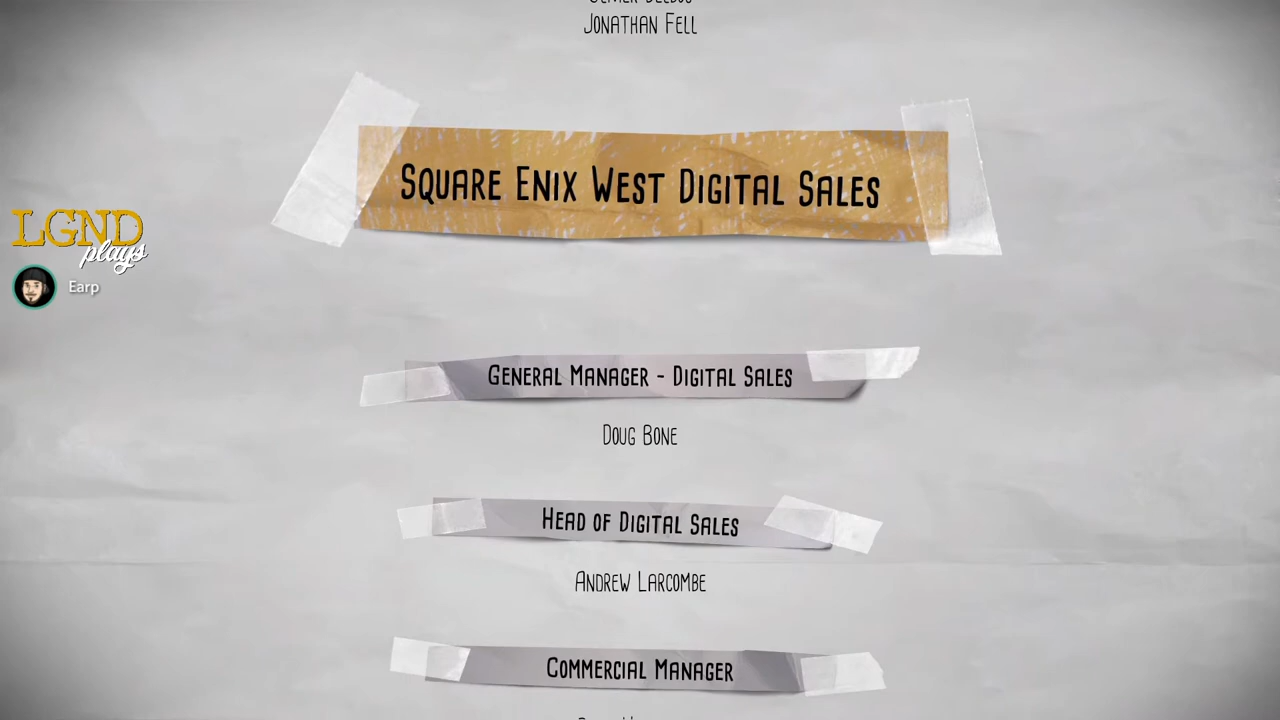 Jonathan Fell
Square Enix West Digital Sales
LGND
plays
Earp
General Manager - Digital Sales
Doug Bone
Head of Digital Sales
Andrew Larcombe
Commercial Manager